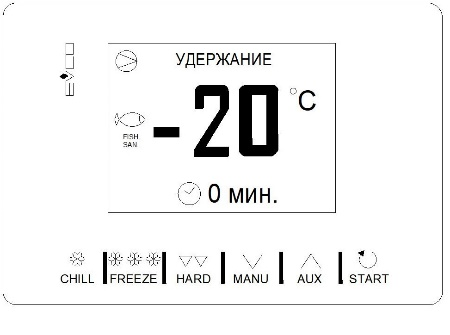 УДЕРЖАНИЕ
-20 °C
FISH
SAN
0 мин.
CHILL FREEZE HARD MANU AUX START